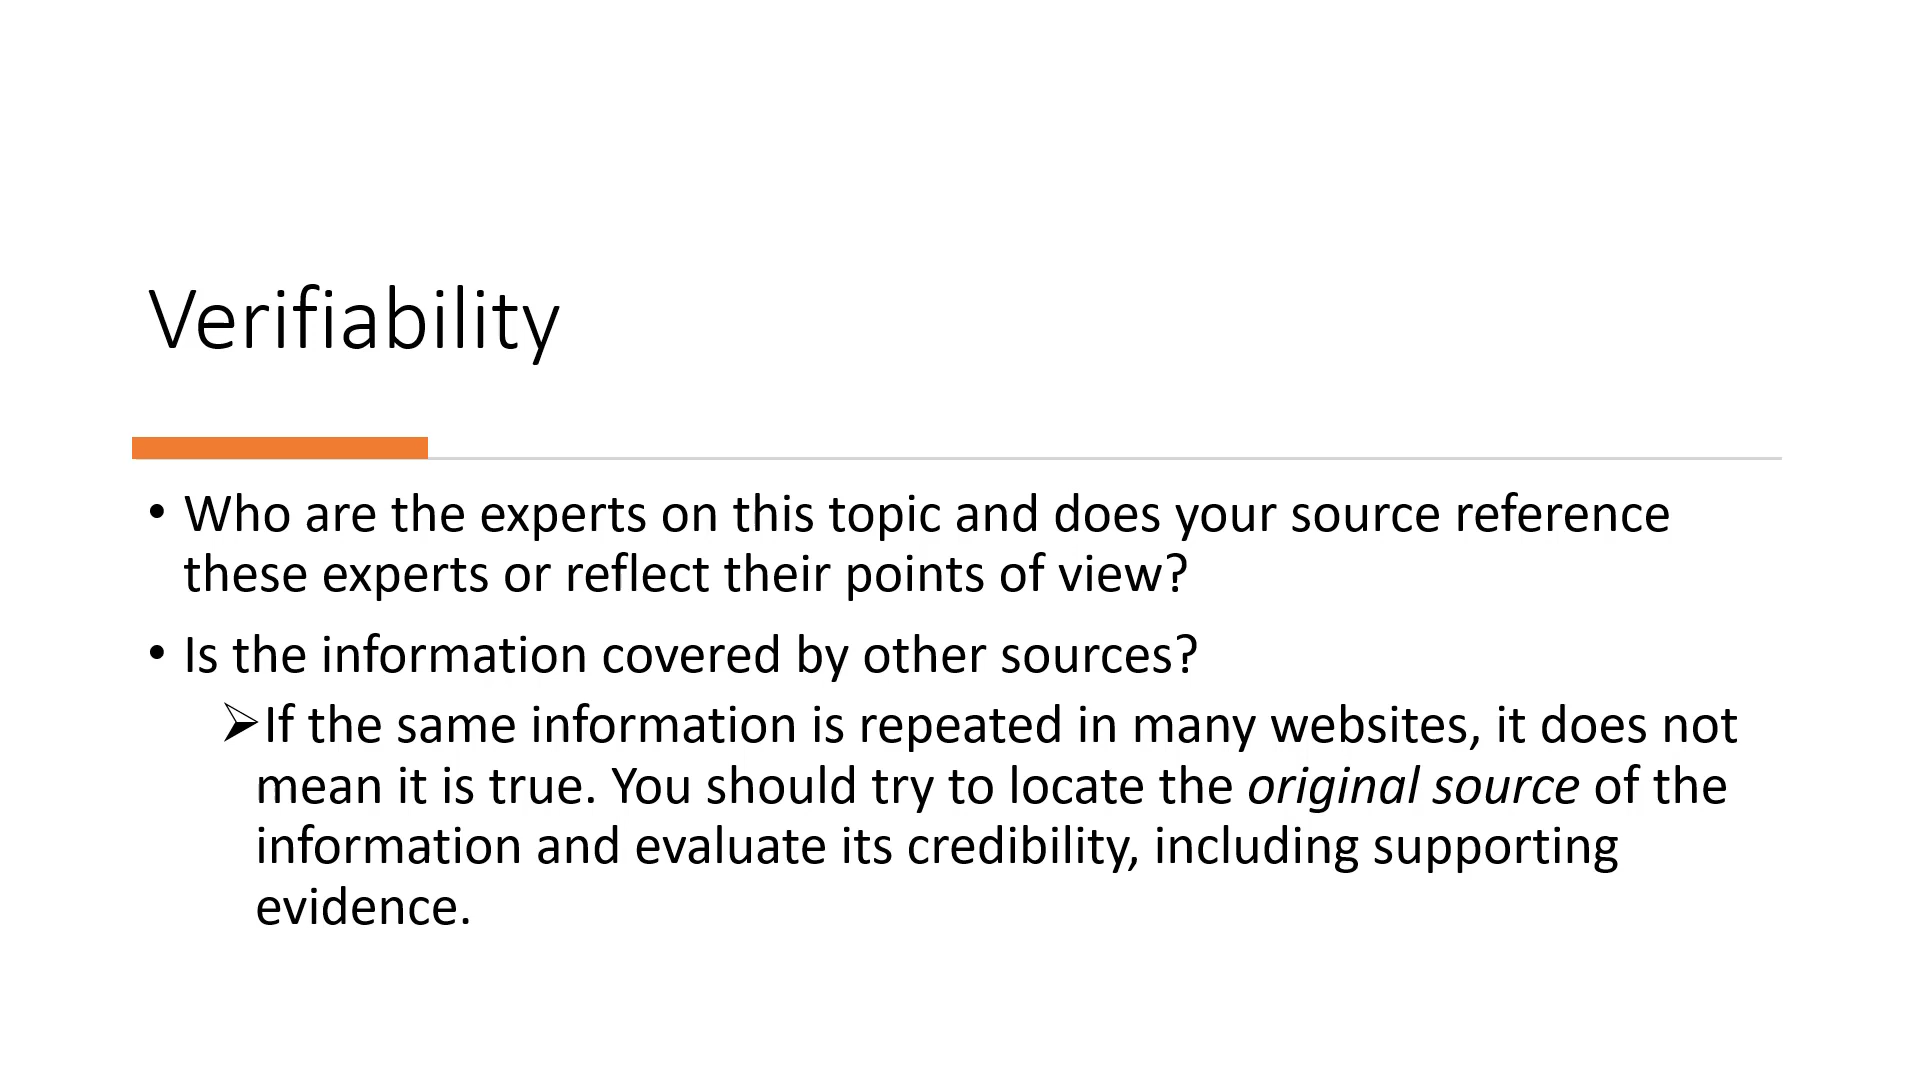 Verifiability
• Who are the experts on this topic and does your source reference
these experts or reflect their points of view?
• Is the information covered by other sources?
➢If the same information is repeated in many websites, it does not
mean it is true. You should try to locate the original source of the
information and evaluate its credibility, including supporting
evidence.